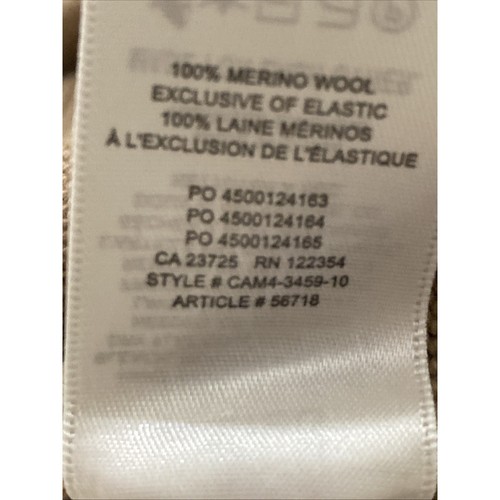 100% MERINO WOOL
EXCLUSIVE OF ELASTIC
100% LAINE MÉRINOS
À L'EXCLUSION DE L'ÉLASTIQUE
PO 4500124163
PO 4500124164
PO 4500124165
CA 23725 RN 122354
STYLE # CAM4-3459-10
ARTICLE # 56718